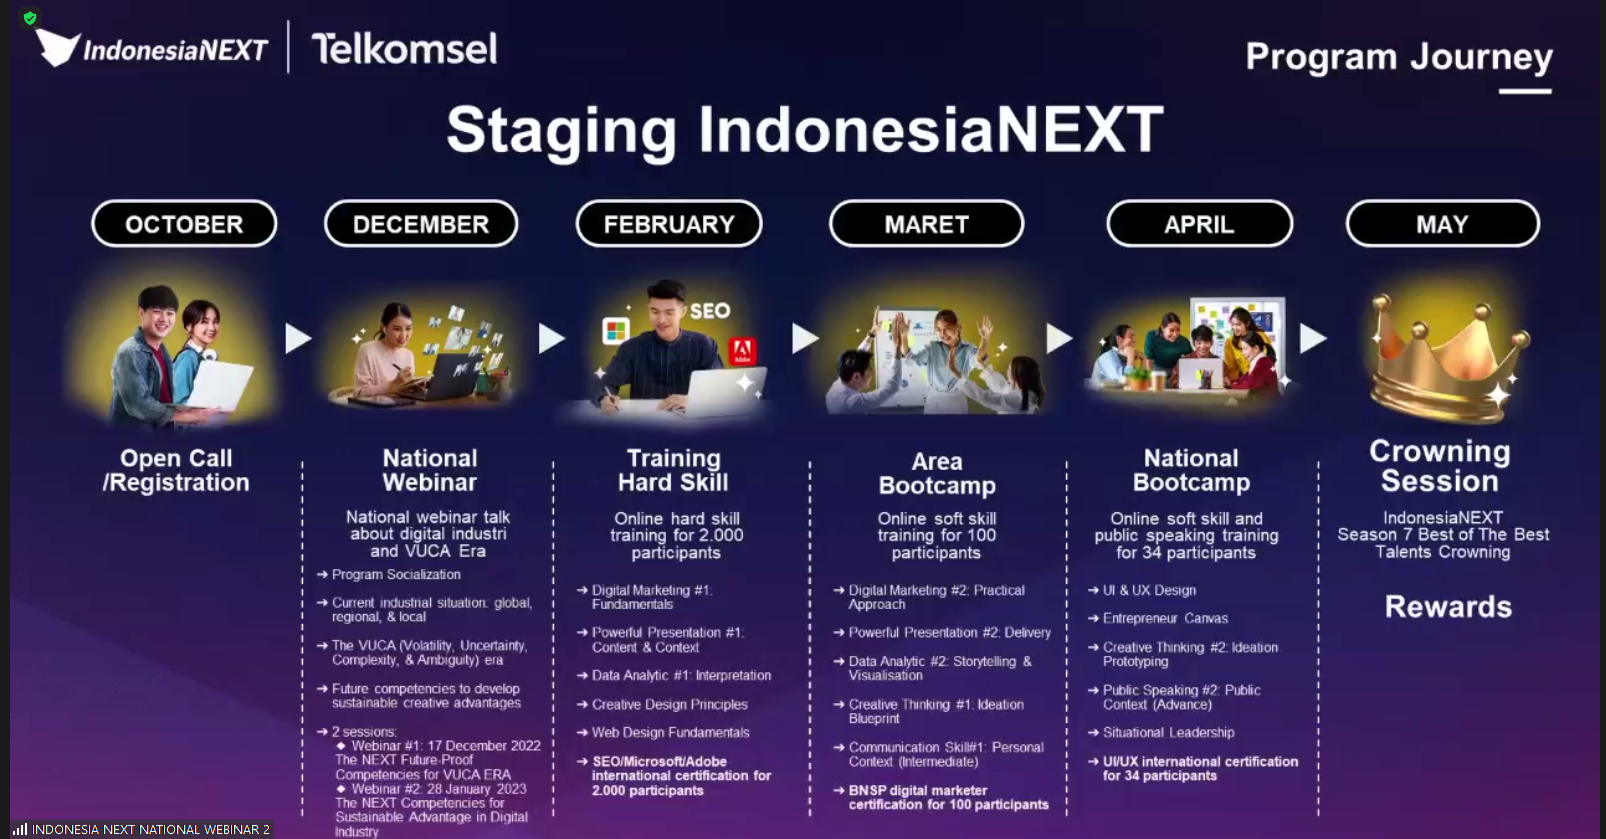 IndonesiaNEXT
Telkomsel
Program Journey
Staging IndonesiaNEXT
OCTOBER
DECEMBER
FEBRUARY
MARET
APRIL
MAY
SEO
Adobe
Open Call
/Registration
National
Webinar
National webinar talk
about digital industri
and VUCA Era
→ Program Socialization
→ Current industrial situation: global,
regional, & local
→ The VUCA (Volatility, Uncertainty,
Complexity, & Ambiguity) era
→ Future competencies to develop
sustainable creative advantages
→ 2 sessions:
◆ Webinar #1: 17 December 2022
The NEXT Future-Proof
Competencies for VUCA ERA
◆ Webinar #2: 28 January 2023
The NEXT Competencies for
Sustainable Advantage in Digital
Industry
Training
Hard Skill
Online hard skill
training for 2.000
participants
→ Digital Marketing #1:
Fundamentals
→ Powerful Presentation #1:
Content & Context
→ Data Analytic #1: Interpretation
→ Creative Design Principles
→ Web Design Fundamentals
→ SEO/Microsoft/Adobe
international certification for
2.000 participants
Area
Bootcamp
Online soft skill
training for 100
participants
→ Digital Marketing #2: Practical
Approach
→ Powerful Presentation #2: Delivery
→ Data Analytic #2: Storytelling &
Visualisation
→ Creative Thinking #1: Ideation
Blueprint
→ Communication Skill#1: Personal
Context (Intermediate)
→ BNSP digital marketer
certification for 100 participants
National
Bootcamp
Online soft skill and
public speaking training
for 34 participants
→ UI & UX Design
→ Entrepreneur Canvas
→ Creative Thinking #2: Ideation
Prototyping
→ Public Speaking #2: Public
Context (Advance)
→ Situational Leadership
→ UI/UX international certification
for 34 participants
Crowning
Session
IndonesiaNEXT
Season 7 Best of The Best
Talents Crowning
Rewards
INDONESIA NEXT NATIONAL WEBINAR 2